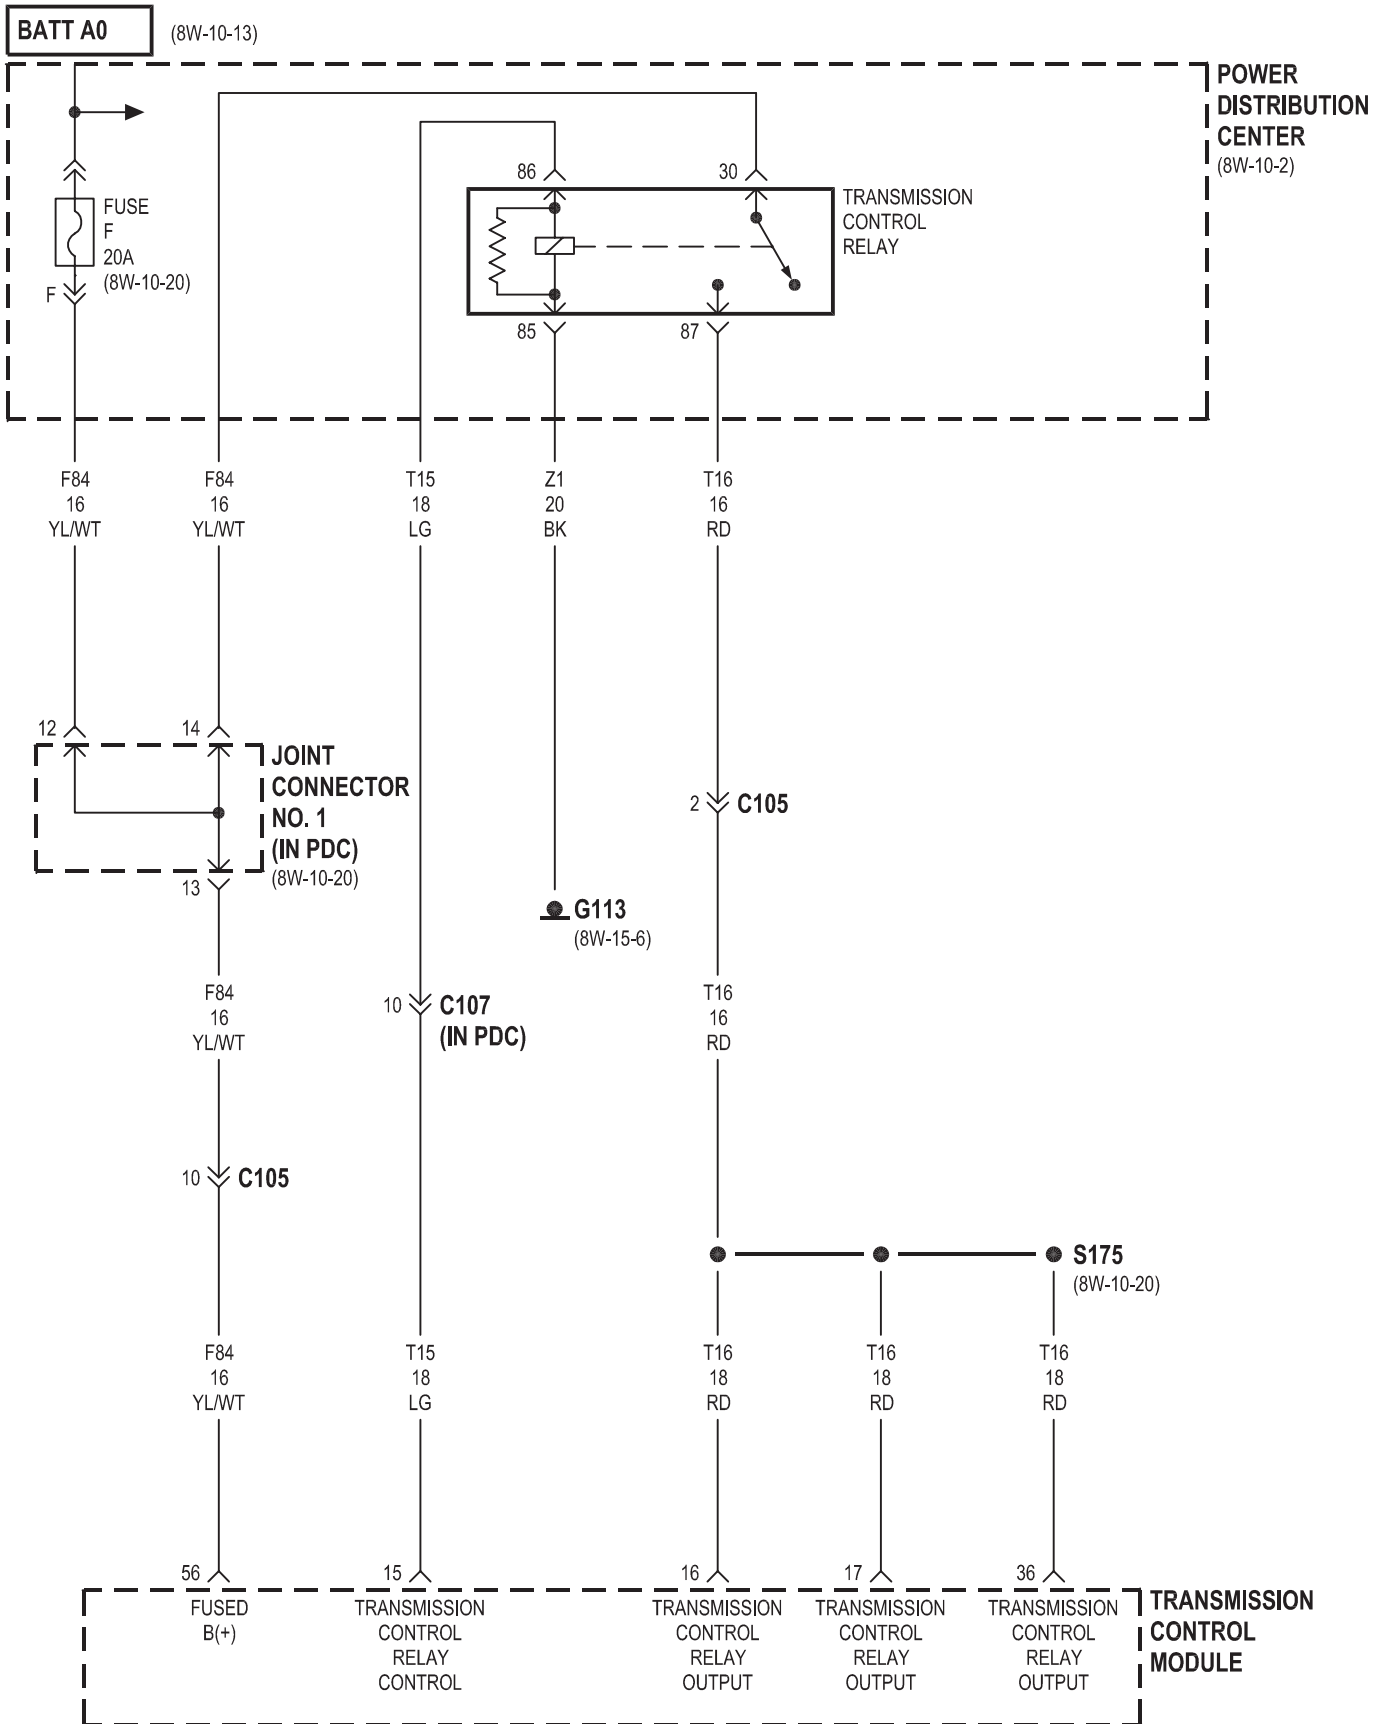 BATT A0
(8W-10-13)
POWER
DISTRIBUTION
CENTER
(8W-10-2)
86
30
TRANSMISSION
CONTROL
RELAY
FUSE
F
20A
(8W-10-20)
F
85
87
F84
16
YL/WT
F84
16
YL/WT
T15
18
LG
Z1
20
BK
T16
16
RD
12
14
JOINT
CONNECTOR
NO. 1
(IN PDC)
(8W-10-20)
13
2
C105
G113
(8W-15-6)
F84
16
YL/WT
10
C107
(IN PDC)
T16
16
RD
10
C105
S175
(8W-10-20)
F84
16
YL/WT
T15
18
LG
T16
18
RD
T16
18
RD
T16
18
RD
56
15
16
17
36
FUSED
B(+)
TRANSMISSION
CONTROL
RELAY
CONTROL
TRANSMISSION
CONTROL
RELAY
OUTPUT
TRANSMISSION
CONTROL
RELAY
OUTPUT
TRANSMISSION
CONTROL
RELAY
OUTPUT
TRANSMISSION
CONTROL
MODULE